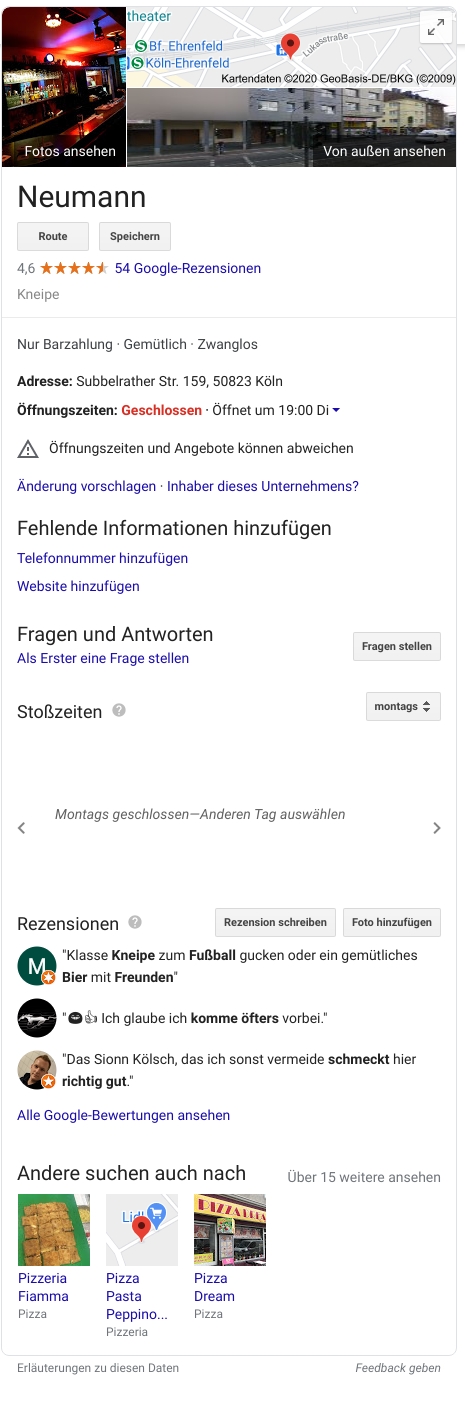 theater
S Bf. Ehrenfeld
S Köln-Ehrenfeld
Lukasstraße
Kartendaten ©2020 GeoBasis-DE/BKG (©2009)
Fotos ansehen
Von außen ansehen
Neumann
Route
Speichern
4,6 54 Google-Rezensionen
Kneipe
Nur Barzahlung · Gemütlich · Zwanglos
Adresse: Subbelrather Str. 159, 50823 Köln
Öffnungszeiten: Geschlossen · Öffnet um 19:00 Di
Öffnungszeiten und Angebote können abweichen
Änderung vorschlagen · Inhaber dieses Unternehmens?
Fehlende Informationen hinzufügen
Telefonnummer hinzufügen
Website hinzufügen
Fragen und Antworten
Fragen stellen
Als Erster eine Frage stellen
Stoßzeiten
montags
Montags geschlossen—Anderen Tag auswählen
Rezensionen
Rezension schreiben
Foto hinzufügen
M
"Klasse Kneipe zum Fußball gucken oder ein gemütliches
Bier mit Freunden"
"🍩👍 Ich glaube ich komme öfters vorbei."
"Das Sionn Kölsch, das ich sonst vermeide schmeckt hier
richtig gut."
Alle Google-Bewertungen ansehen
Andere suchen auch nach
Über 15 weitere ansehen
Lidl
PIZZA DREA
Pizzeria
Fiamma
Pizza
Pizza
Pasta
Peppino...
Pizzeria
Pizza
Dream
Pizza
Erläuterungen zu diesen Daten
Feedback geben